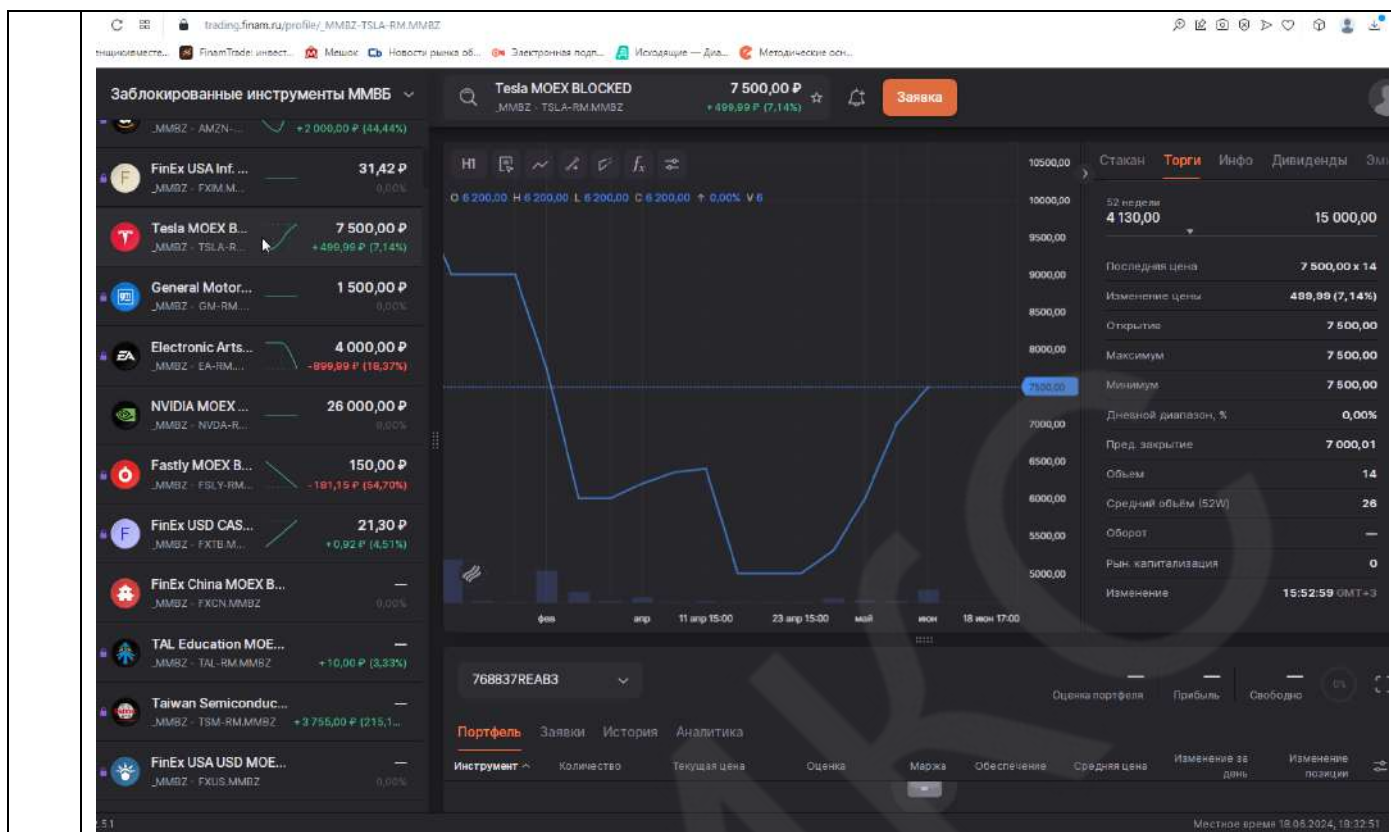 trading.finam.ru/profile/_MMBZ-TSLA-RM.MMBZ
FinamTrade: инвест... Мешок Новости рынка об... Электронная подп... Исходящие — Диа... Методические осн...
Заблокированные инструменты ММВБ
_MMBZ · AMZN-... +2 000,00 ₽ (44,44%)
FinEx USA Inf. ... 31,42 ₽
_MMBZ · FXIM.M... 0,00%
Tesla MOEX B... 7 500,00 ₽
_MMBZ · TSLA-R... +499,99 ₽ (7,14%)
General Motor... 1 500,00 ₽
_MMBZ · GM-RM.... 0,00%
Electronic Arts... 4 000,00 ₽
_MMBZ · EA-RM.... -899,99 ₽ (18,37%)
NVIDIA MOEX ... 26 000,00 ₽
_MMBZ · NVDA-R... 0,00%
Fastly MOEX B... 150,00 ₽
_MMBZ · FSLY-RM... -181,15 ₽ (54,70%)
FinEx USD CAS... 21,30 ₽
_MMBZ · FXTB.M... +0,92 ₽ (4,51%)
FinEx China MOEX B... —
_MMBZ · FXCN.MMBZ 0,00%
TAL Education MOE... —
_MMBZ · TAL-RM.MMBZ +10,00 ₽ (3,33%)
Taiwan Semiconduc... —
_MMBZ · TSM-RM.MMBZ +3 755,00 ₽ (215,1...
FinEx USA USD MOE... —
_MMBZ · FXUS.MMBZ 0,00%
Tesla MOEX BLOCKED 7 500,00 ₽
_MMBZ · TSLA-RM.MMBZ +499,99 ₽ (7,14%)
Заявка
H1
O 6 200,00 H 6 200,00 L 6 200,00 C 6 200,00 ↑ 0,00% V 6
10500,00
10000,00
9500,00
9000,00
8500,00
8000,00
7500,00
7000,00
6500,00
6000,00
5500,00
5000,00
фев апр 11 апр 15:00 23 апр 15:00 май июн 18 июн 17:00
Стакан Торги Инфо Дивиденды Эми
52 недели
4 130,00 15 000,00
Последняя цена 7 500,00 x 14
Изменение цены 499,99 (7,14%)
Открытие 7 500,00
Максимум 7 500,00
Минимум 7 500,00
Дневной диапазон, % 0,00%
Пред. закрытие 7 000,01
Объем 14
Средний объём (52W) 26
Оборот —
Рын. капитализация 0
Изменение 15:52:59 GMT+3
768837REAB3
Оценка портфеля Прибыль Свободно 0%
Портфель Заявки История Аналитика
Инструмент Количество Текущая цена Оценка Маржа Обеспечение Средняя цена Изменение за день Изменение позиции
2.5.1
Местное время 18.06.2024, 18:32:51